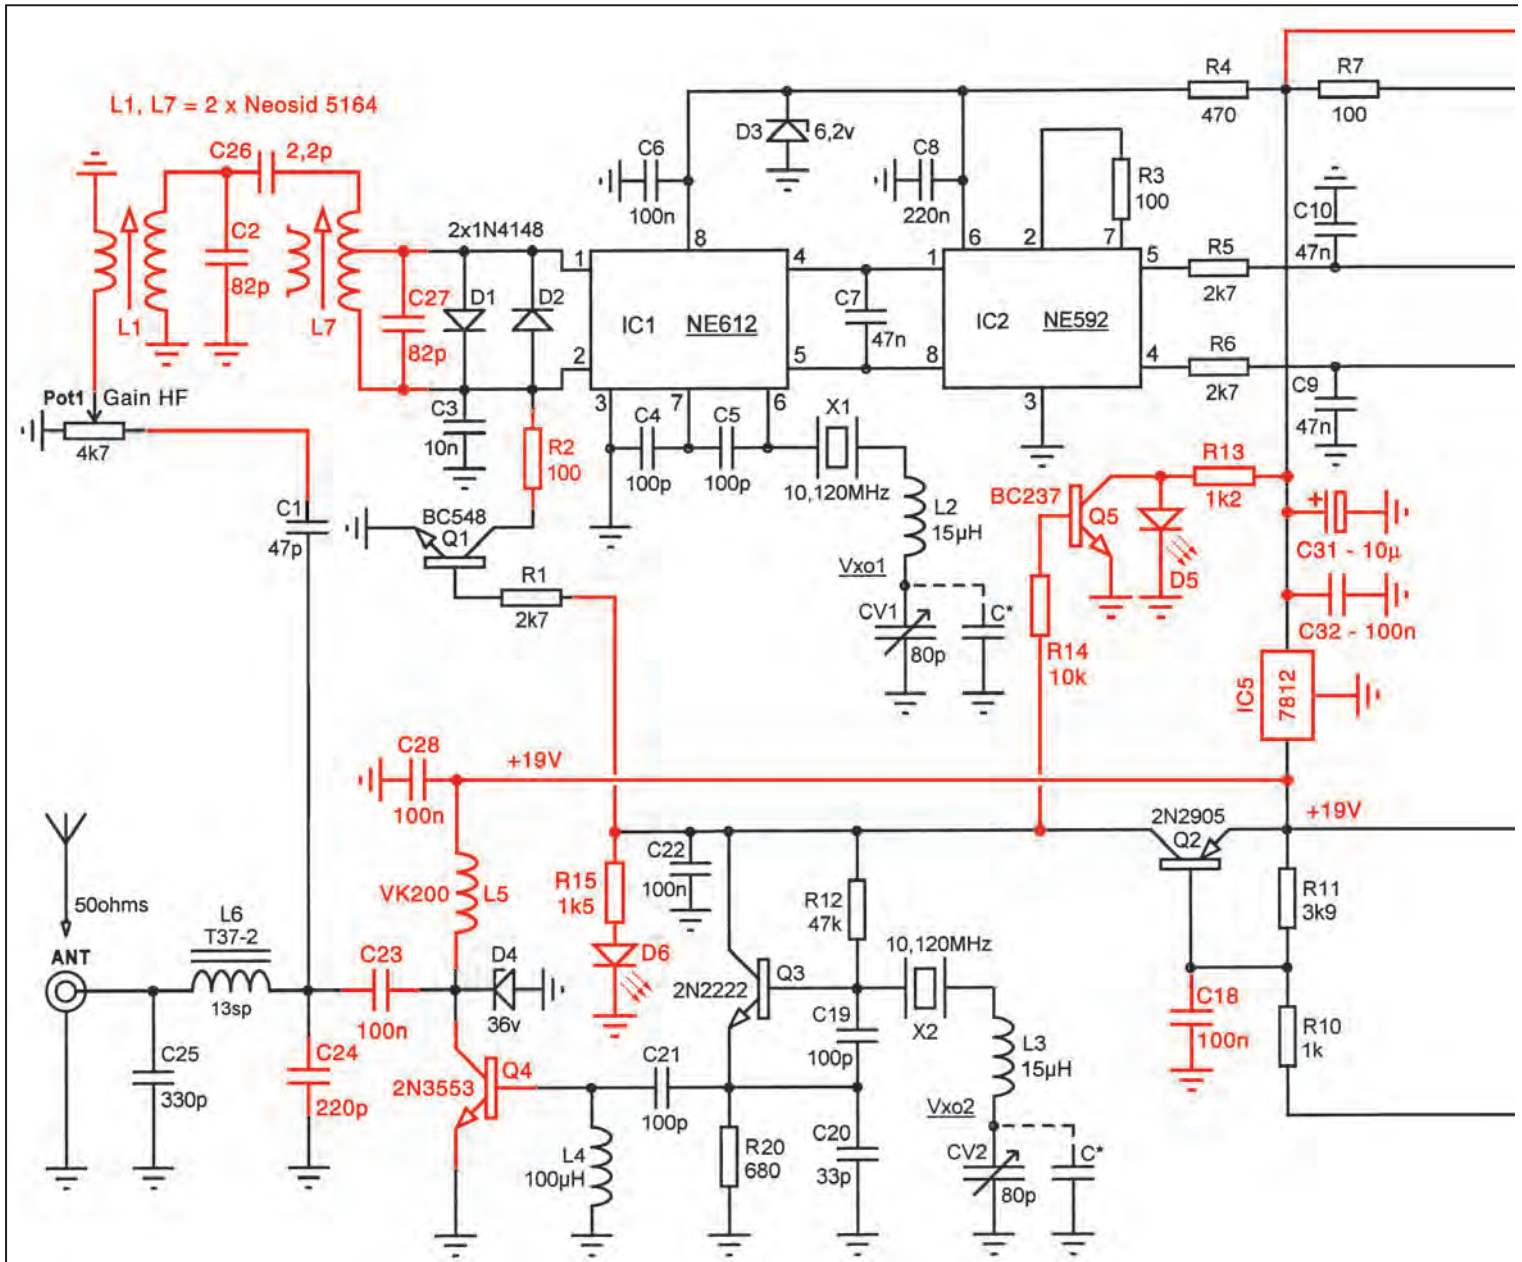 L1, L7 = 2 x Neosid 5164
C26
2,2p
C2
82p
L1
L7
C27
82p
2x1N4148
D1
D2
C6
100n
D3
6,2v
C8
220n
R3
100
R4
470
R7
100
C10
47n
R5
2k7
R6
2k7
C9
47n
1
2
8
4
5
3
7
6
IC1 NE612
C7
47n
1
8
6
2
7
5
4
3
IC2 NE592
Pot1 Gain HF
4k7
C3
10n
R2
100
C4
100p
C5
100p
X1
10,120MHz
L2
15µH
Vxo1
CV1
80p
C*
C1
47p
BC548
Q1
R1
2k7
BC237
Q5
R13
1k2
D5
R14
10k
+
C31 - 10µ
C32 - 100n
IC5
7812
C28
100n
+19V
+19V
2N2905
Q2
R11
3k9
R10
1k
C18
100n
50ohms
ANT
L6
T37-2
13sp
C25
330p
C24
220p
C23
100n
VK200
L5
D4
36v
R15
1k5
D6
C22
100n
R12
47k
2N2222
Q3
10,120MHz
X2
C19
100p
L3
15µH
Vxo2
CV2
80p
C*
2N3553
Q4
C21
100p
L4
100µH
R20
680
C20
33p